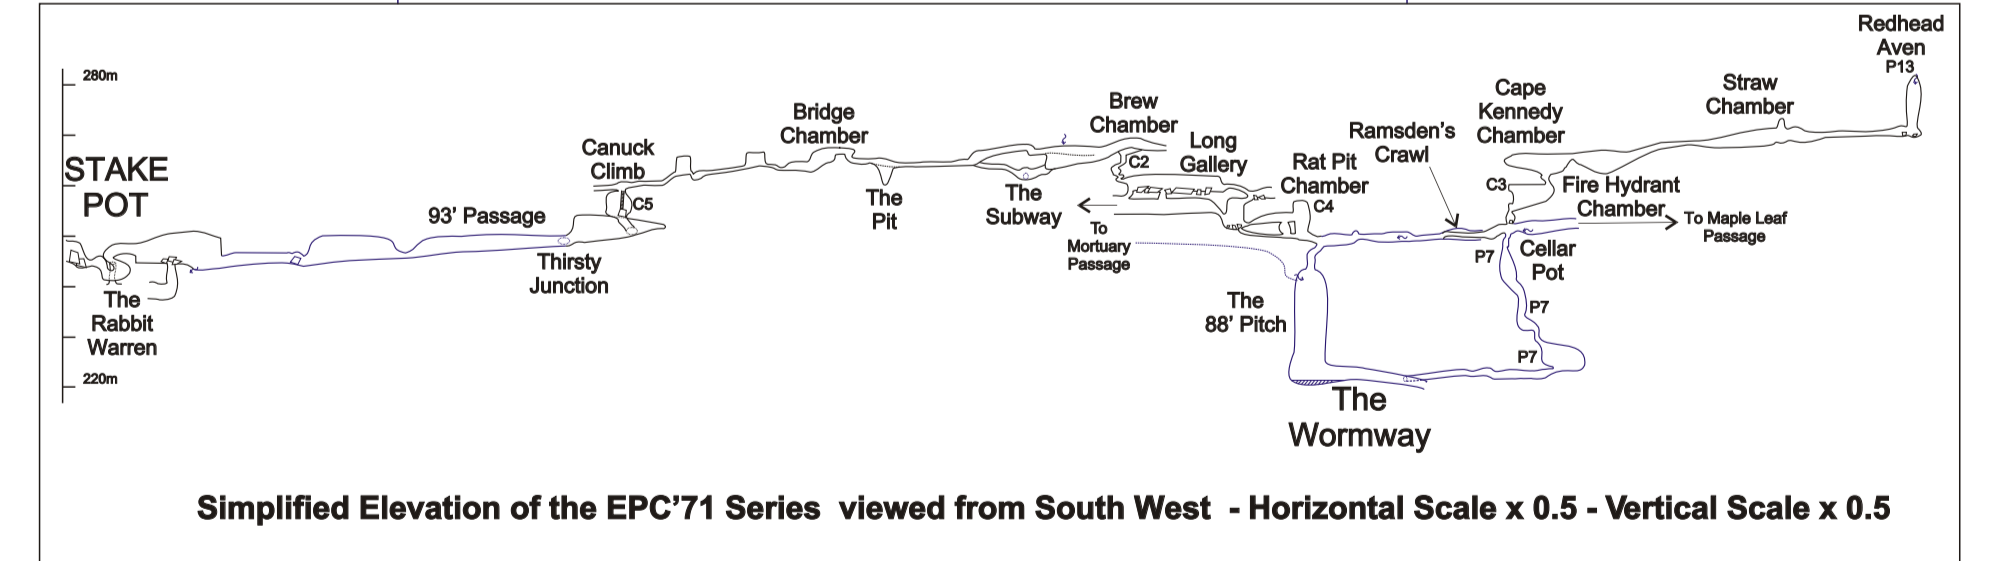 Redhead
Aven
P13
280m
Straw
Chamber
Cape
Kennedy
Chamber
Brew
Chamber
Bridge
Chamber
Ramsden's
Crawl
Long
Gallery
Canuck
Climb
C2
Rat Pit
Chamber
STAKE
POT
C3
Fire Hydrant
Chamber
The
Pit
The
Subway
C5
C4
93' Passage
To Maple Leaf
Passage
To
Mortuary
Passage
Thirsty
Junction
P7
Cellar
Pot
The
Rabbit
Warren
The
88' Pitch
P7
P7
220m
The
Wormway
Simplified Elevation of the EPC'71 Series viewed from South West - Horizontal Scale x 0.5 - Vertical Scale x 0.5